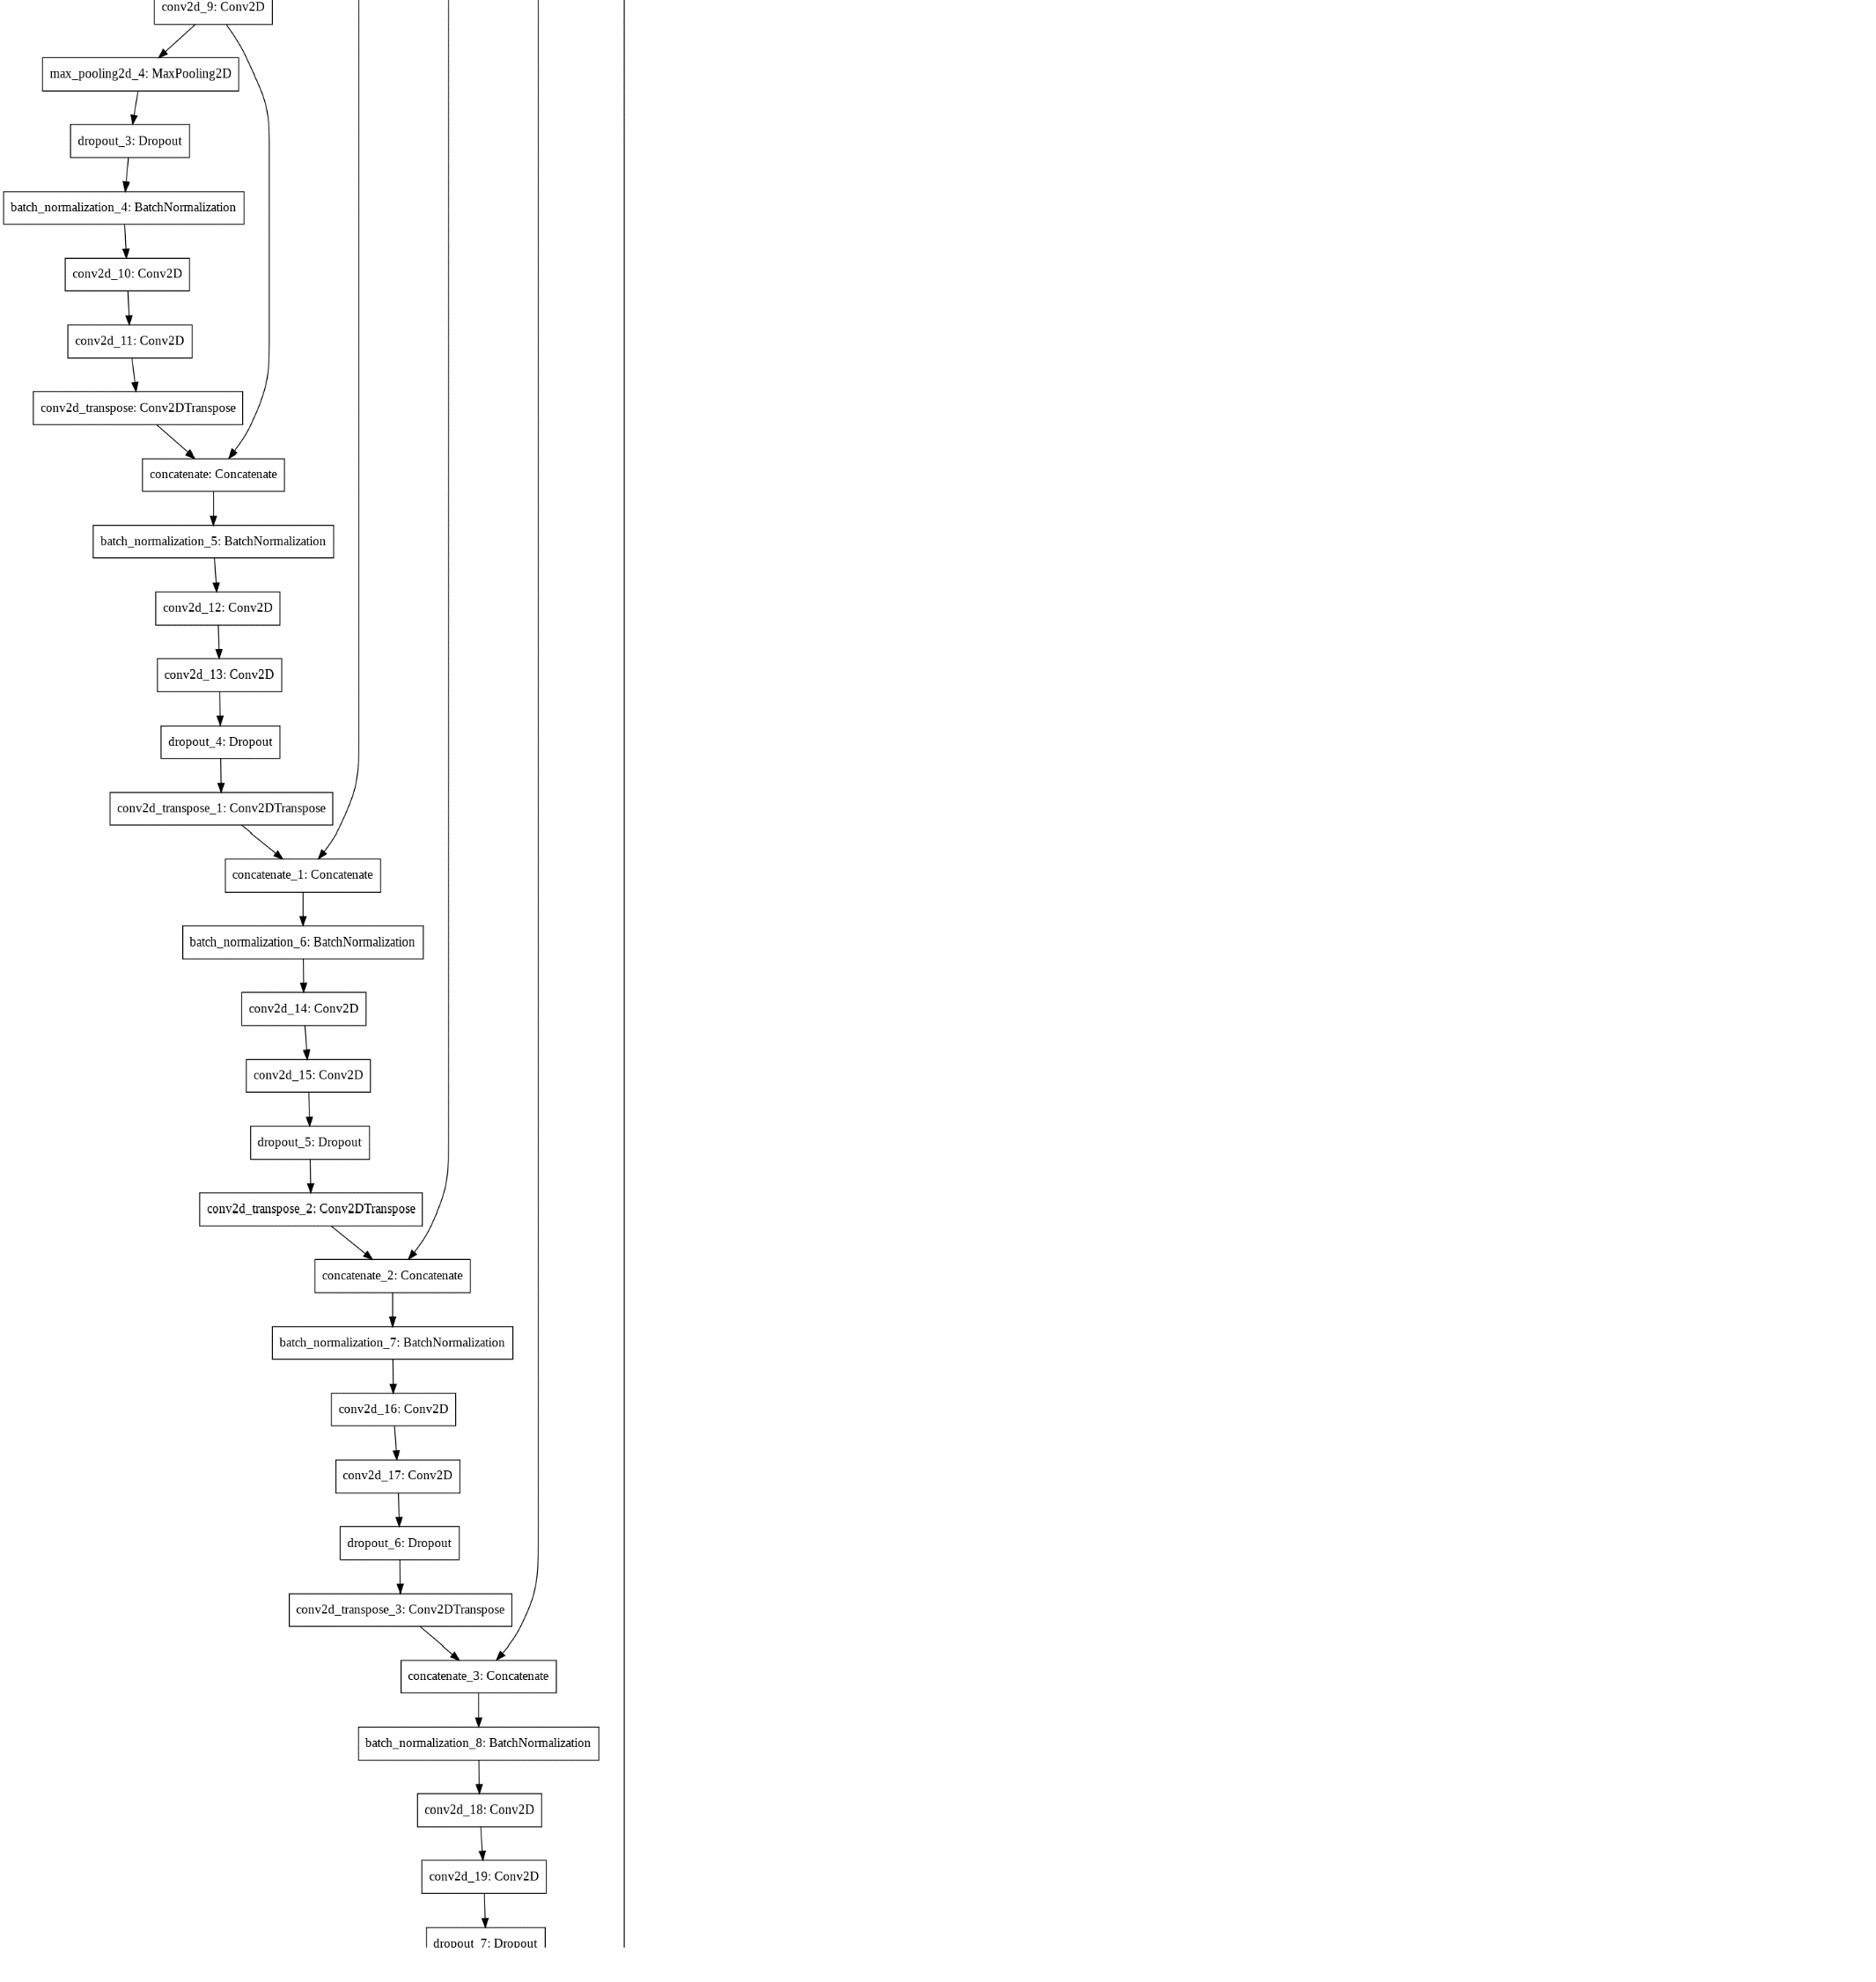 conv2d_9: Conv2D
max_pooling2d_4: MaxPooling2D
dropout_3: Dropout
batch_normalization_4: BatchNormalization
conv2d_10: Conv2D
conv2d_11: Conv2D
conv2d_transpose: Conv2DTranspose
concatenate: Concatenate
batch_normalization_5: BatchNormalization
conv2d_12: Conv2D
conv2d_13: Conv2D
dropout_4: Dropout
conv2d_transpose_1: Conv2DTranspose
concatenate_1: Concatenate
batch_normalization_6: BatchNormalization
conv2d_14: Conv2D
conv2d_15: Conv2D
dropout_5: Dropout
conv2d_transpose_2: Conv2DTranspose
concatenate_2: Concatenate
batch_normalization_7: BatchNormalization
conv2d_16: Conv2D
conv2d_17: Conv2D
dropout_6: Dropout
conv2d_transpose_3: Conv2DTranspose
concatenate_3: Concatenate
batch_normalization_8: BatchNormalization
conv2d_18: Conv2D
conv2d_19: Conv2D
dropout_7: Dropout